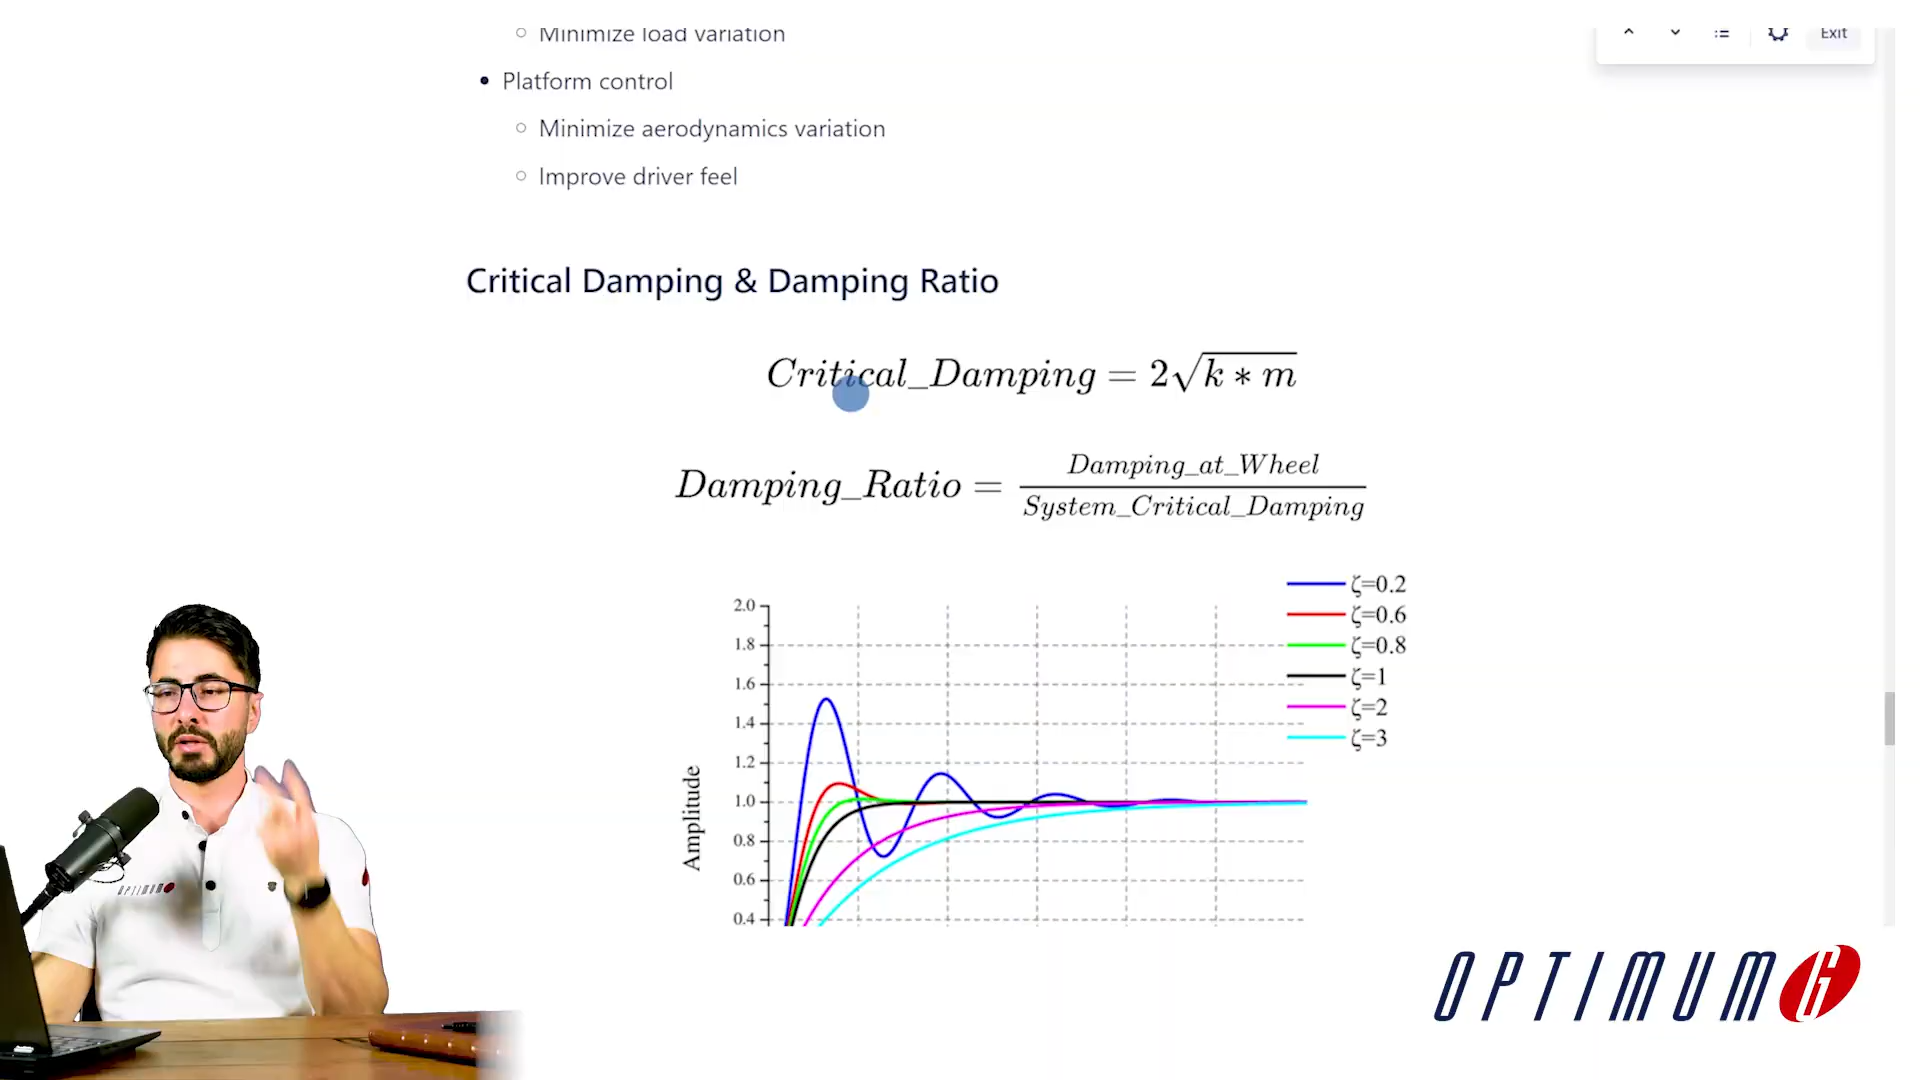 Minimize load variation
Exit
Platform control
Minimize aerodynamics variation
Improve driver feel
Critical Damping & Damping Ratio
Critical_Damping = 2√k * m
Damping_Ratio = Damping_at_Wheel
System_Critical_Damping
ζ=0.2
ζ=0.6
ζ=0.8
ζ=1
ζ=2
ζ=3
2.0
1.8
1.6
1.4
1.2
1.0
0.8
0.6
0.4
Amplitude
OPTIMUM
OPTIMUM G